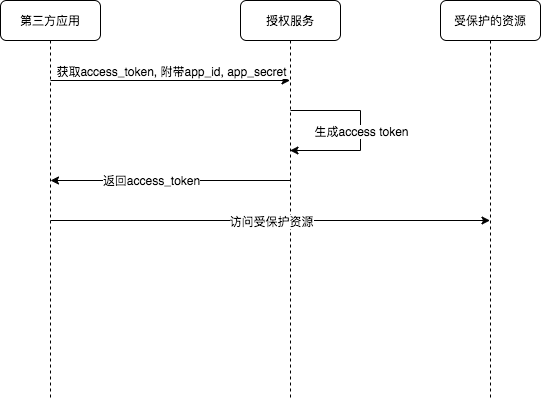 第三方应用
授权服务
受保护的资源
获取access_token, 附带app_id, app_secret
生成access token
返回access_token
访问受保护资源